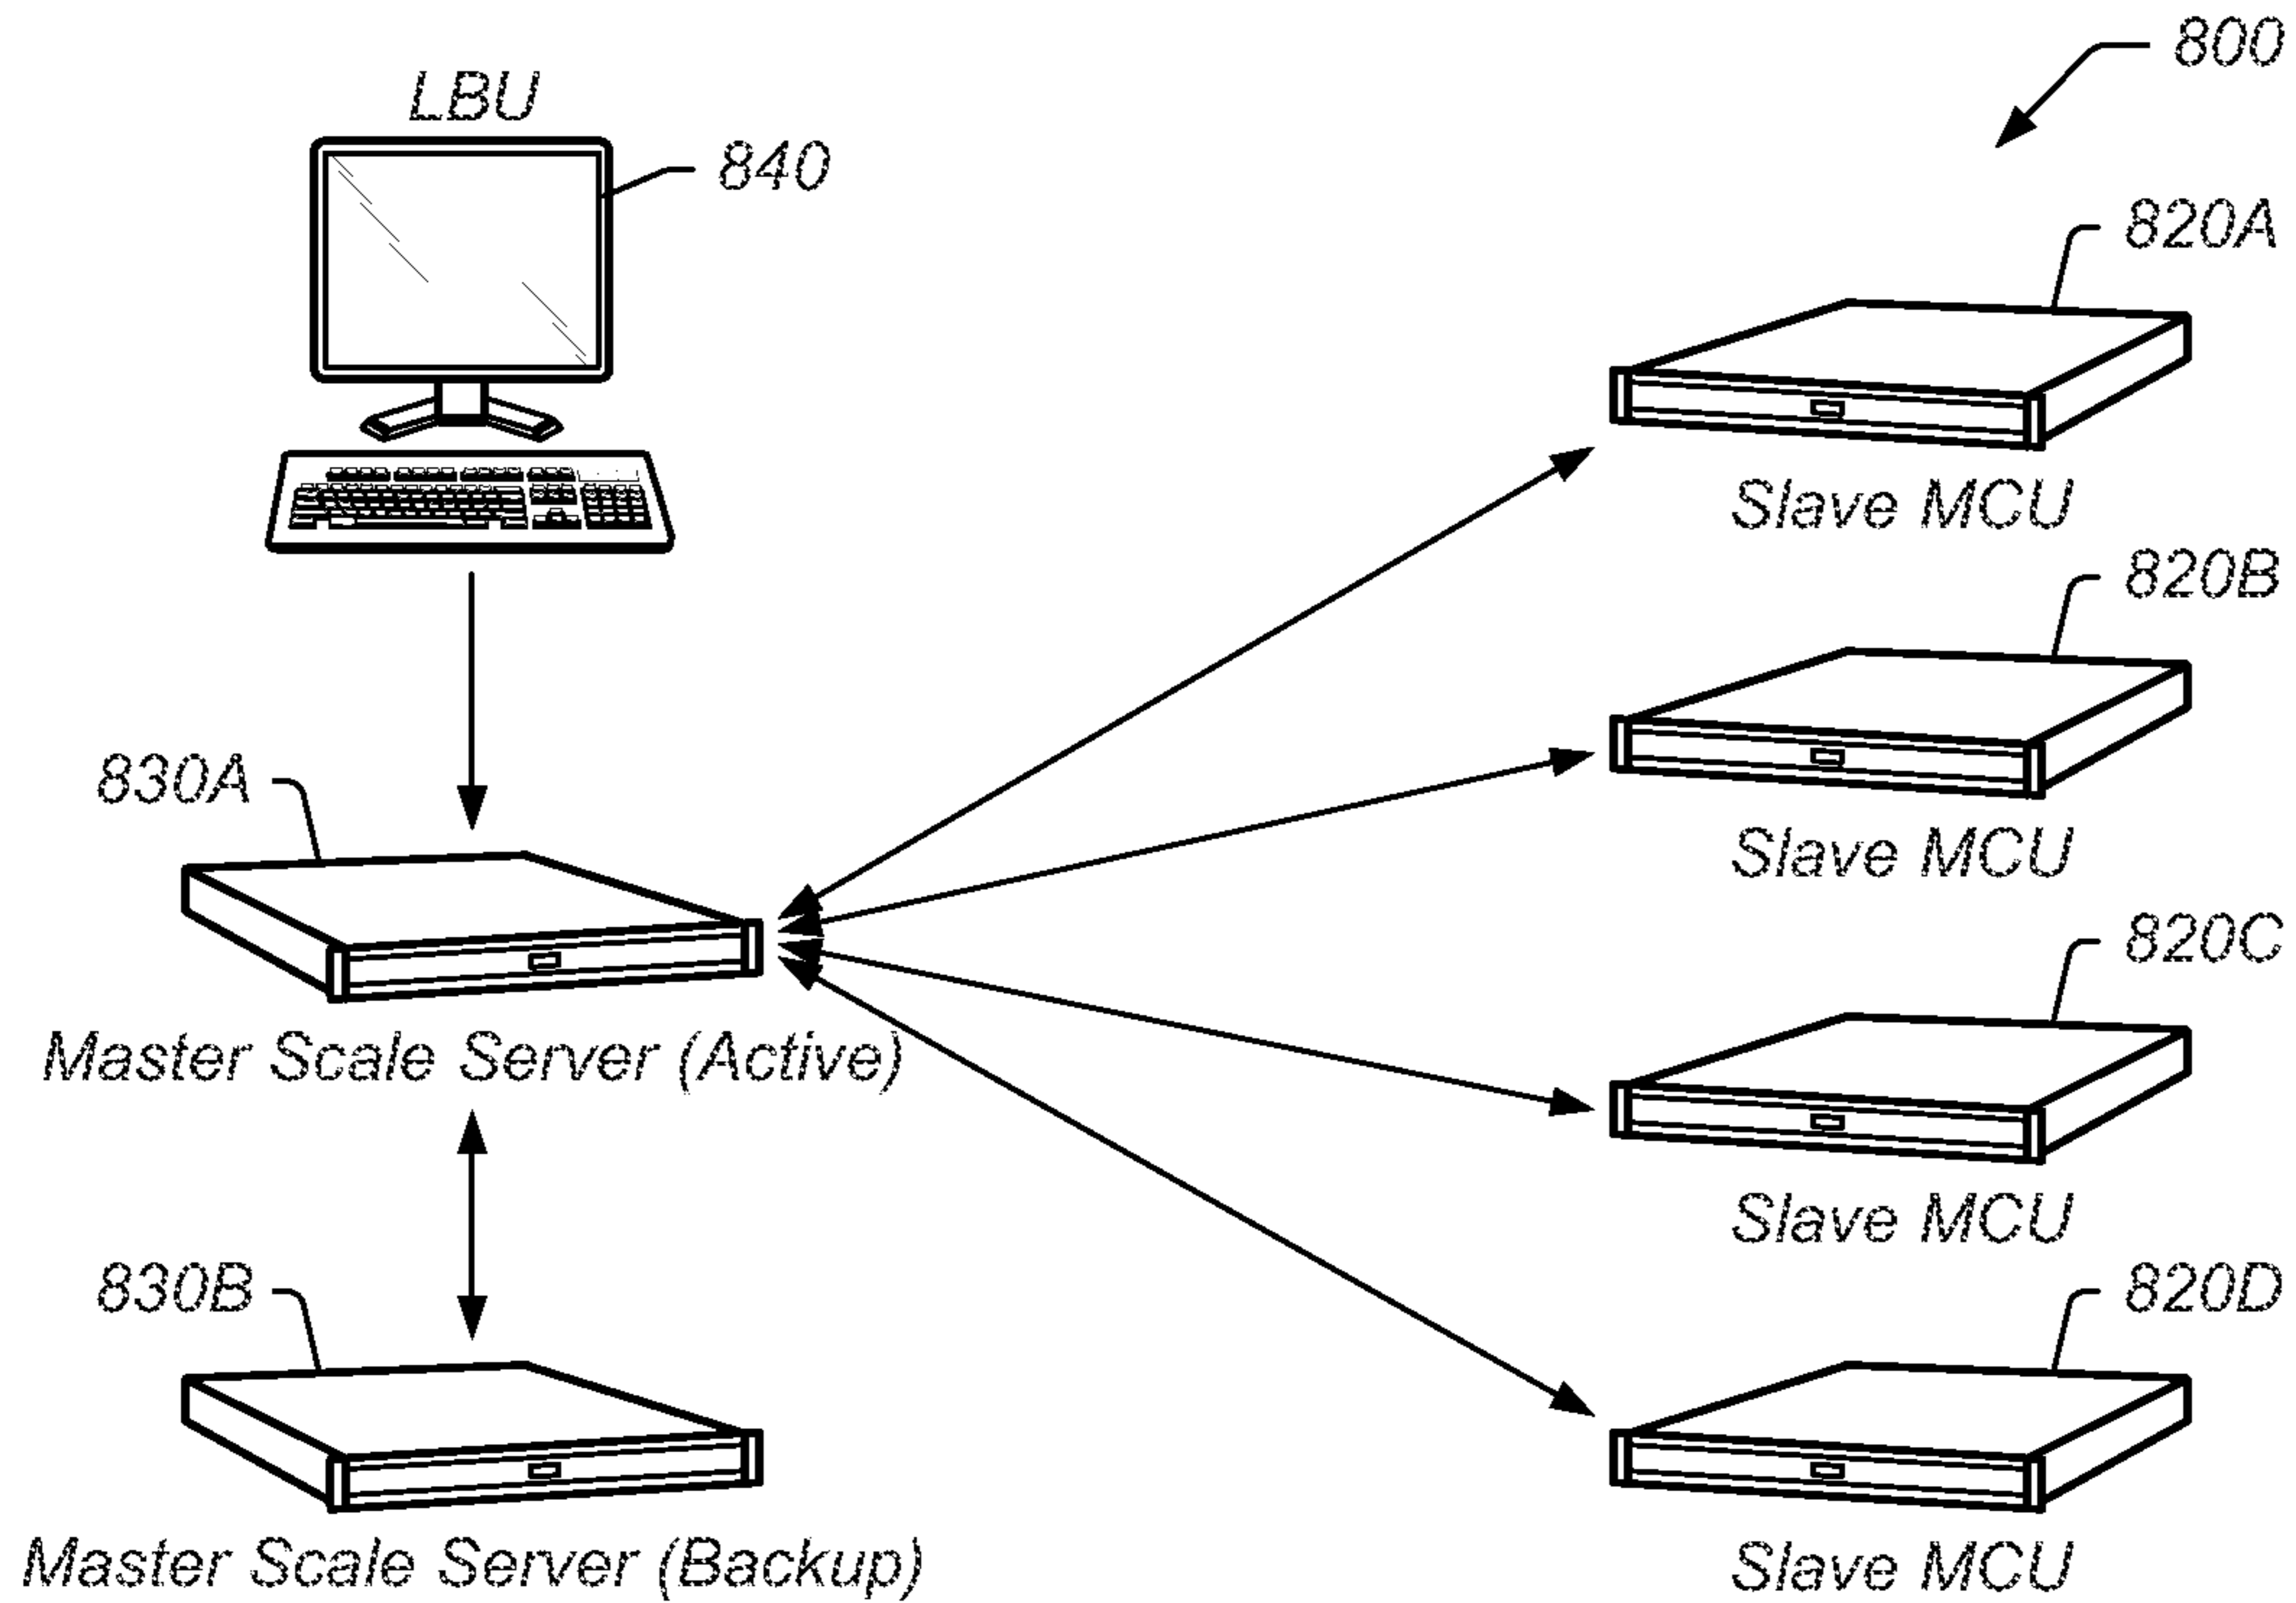 800
LBU
840
820A
Slave MCU
820B
830A
Slave MCU
820C
Master Scale Server (Active)
Slave MCU
830B
820D
Master Scale Server (Backup)
Slave MCU